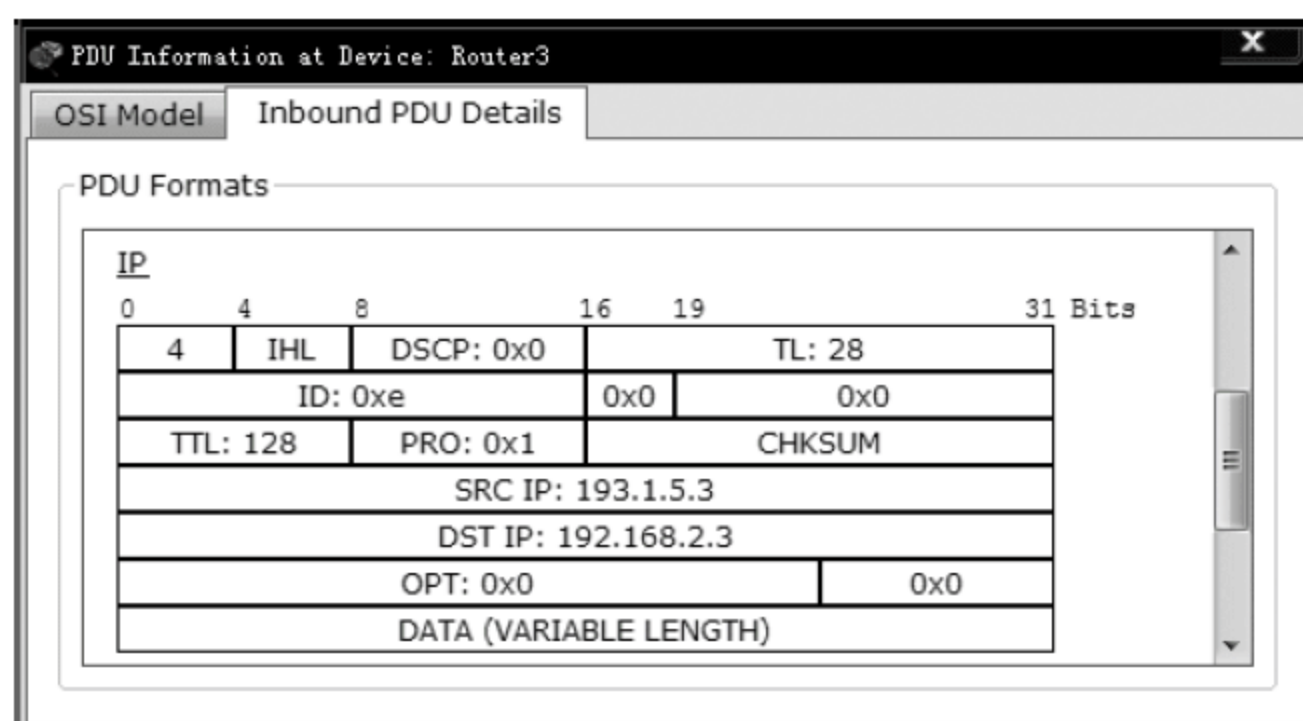 PDU Information at Device: Router3 X
OSI Model Inbound PDU Details
PDU Formats
IP
0 4 8 16 19 31 Bits
4 IHL DSCP: 0x0 TL: 28
ID: 0xe 0x0 0x0
TTL: 128 PRO: 0x1 CHKSUM
SRC IP: 193.1.5.3
DST IP: 192.168.2.3
OPT: 0x0 0x0
DATA (VARIABLE LENGTH)